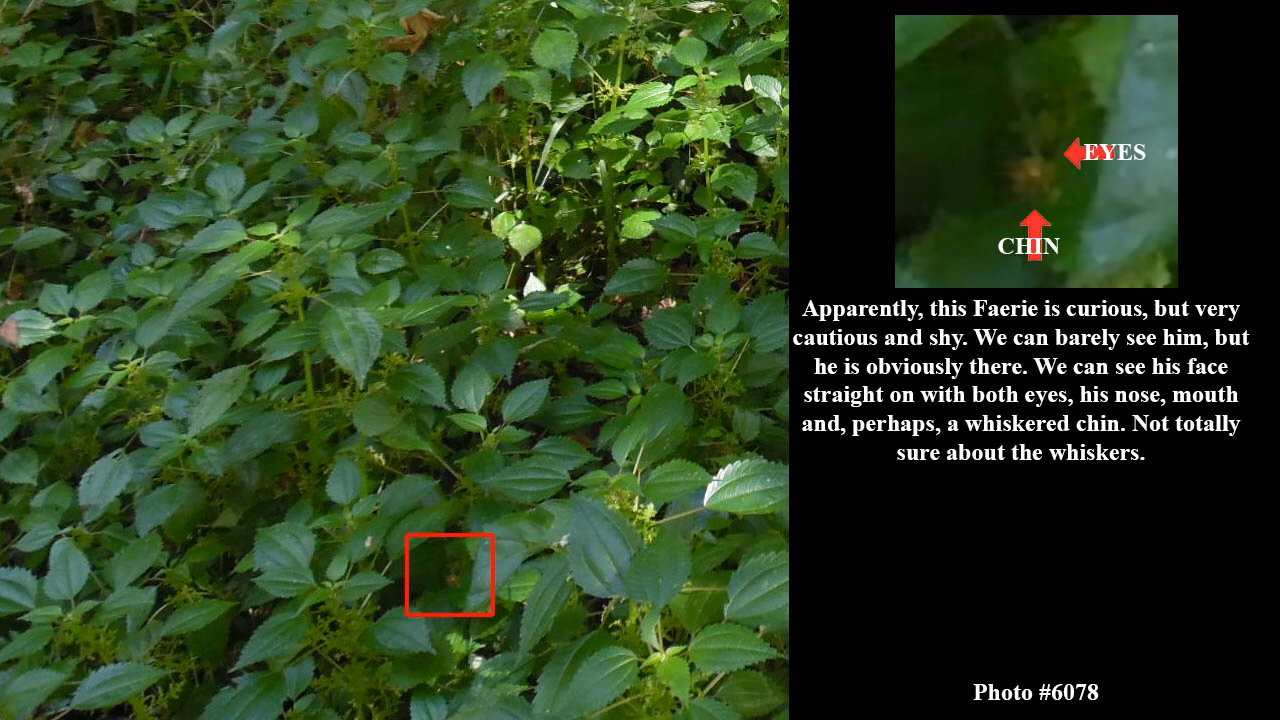 EYES
CHIN
Apparently, this Faerie is curious, but very
cautious and shy. We can barely see him, but
he is obviously there. We can see his face
straight on with both eyes, his nose, mouth
and, perhaps, a whiskered chin. Not totally
sure about the whiskers.
Photo #6078